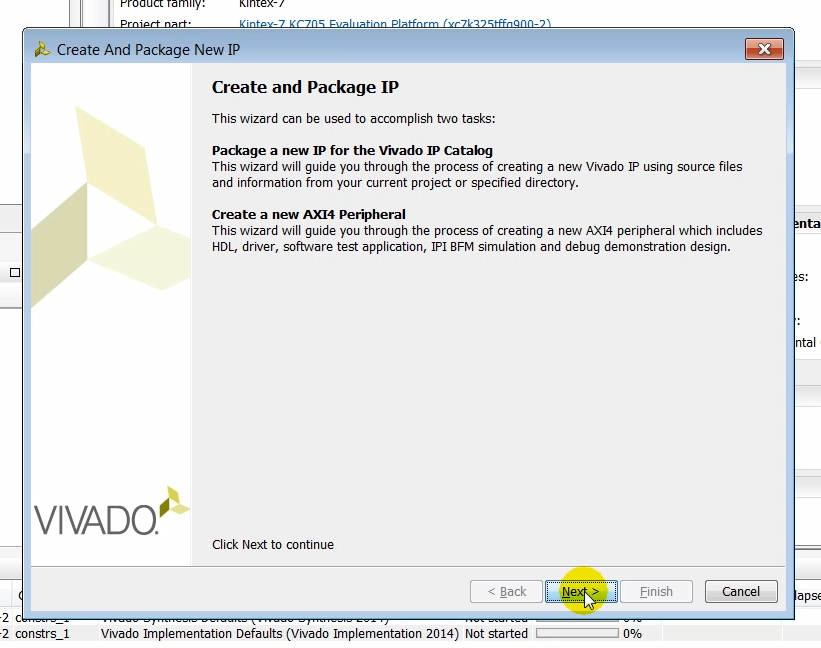 Product family: Kintex-7
Project part: Kintex-7 KC705 Evaluation Platform (xc7k325tffg900-2)
Create And Package New IP
Create and Package IP
This wizard can be used to accomplish two tasks:
Package a new IP for the Vivado IP Catalog
This wizard will guide you through the process of creating a new Vivado IP using source files
and information from your current project or specified directory.
Create a new AXI4 Peripheral
This wizard will guide you through the process of creating a new AXI4 peripheral which includes
HDL, driver, software test application, IPI BFM simulation and debug demonstration design.
VIVADO
Click Next to continue
< Back Next > Finish Cancel
-2 constrs_1 Vivado Synthesis Defaults (Vivado Synthesis 2014) Not started 0%
-2 constrs_1 Vivado Implementation Defaults (Vivado Implementation 2014) Not started 0%